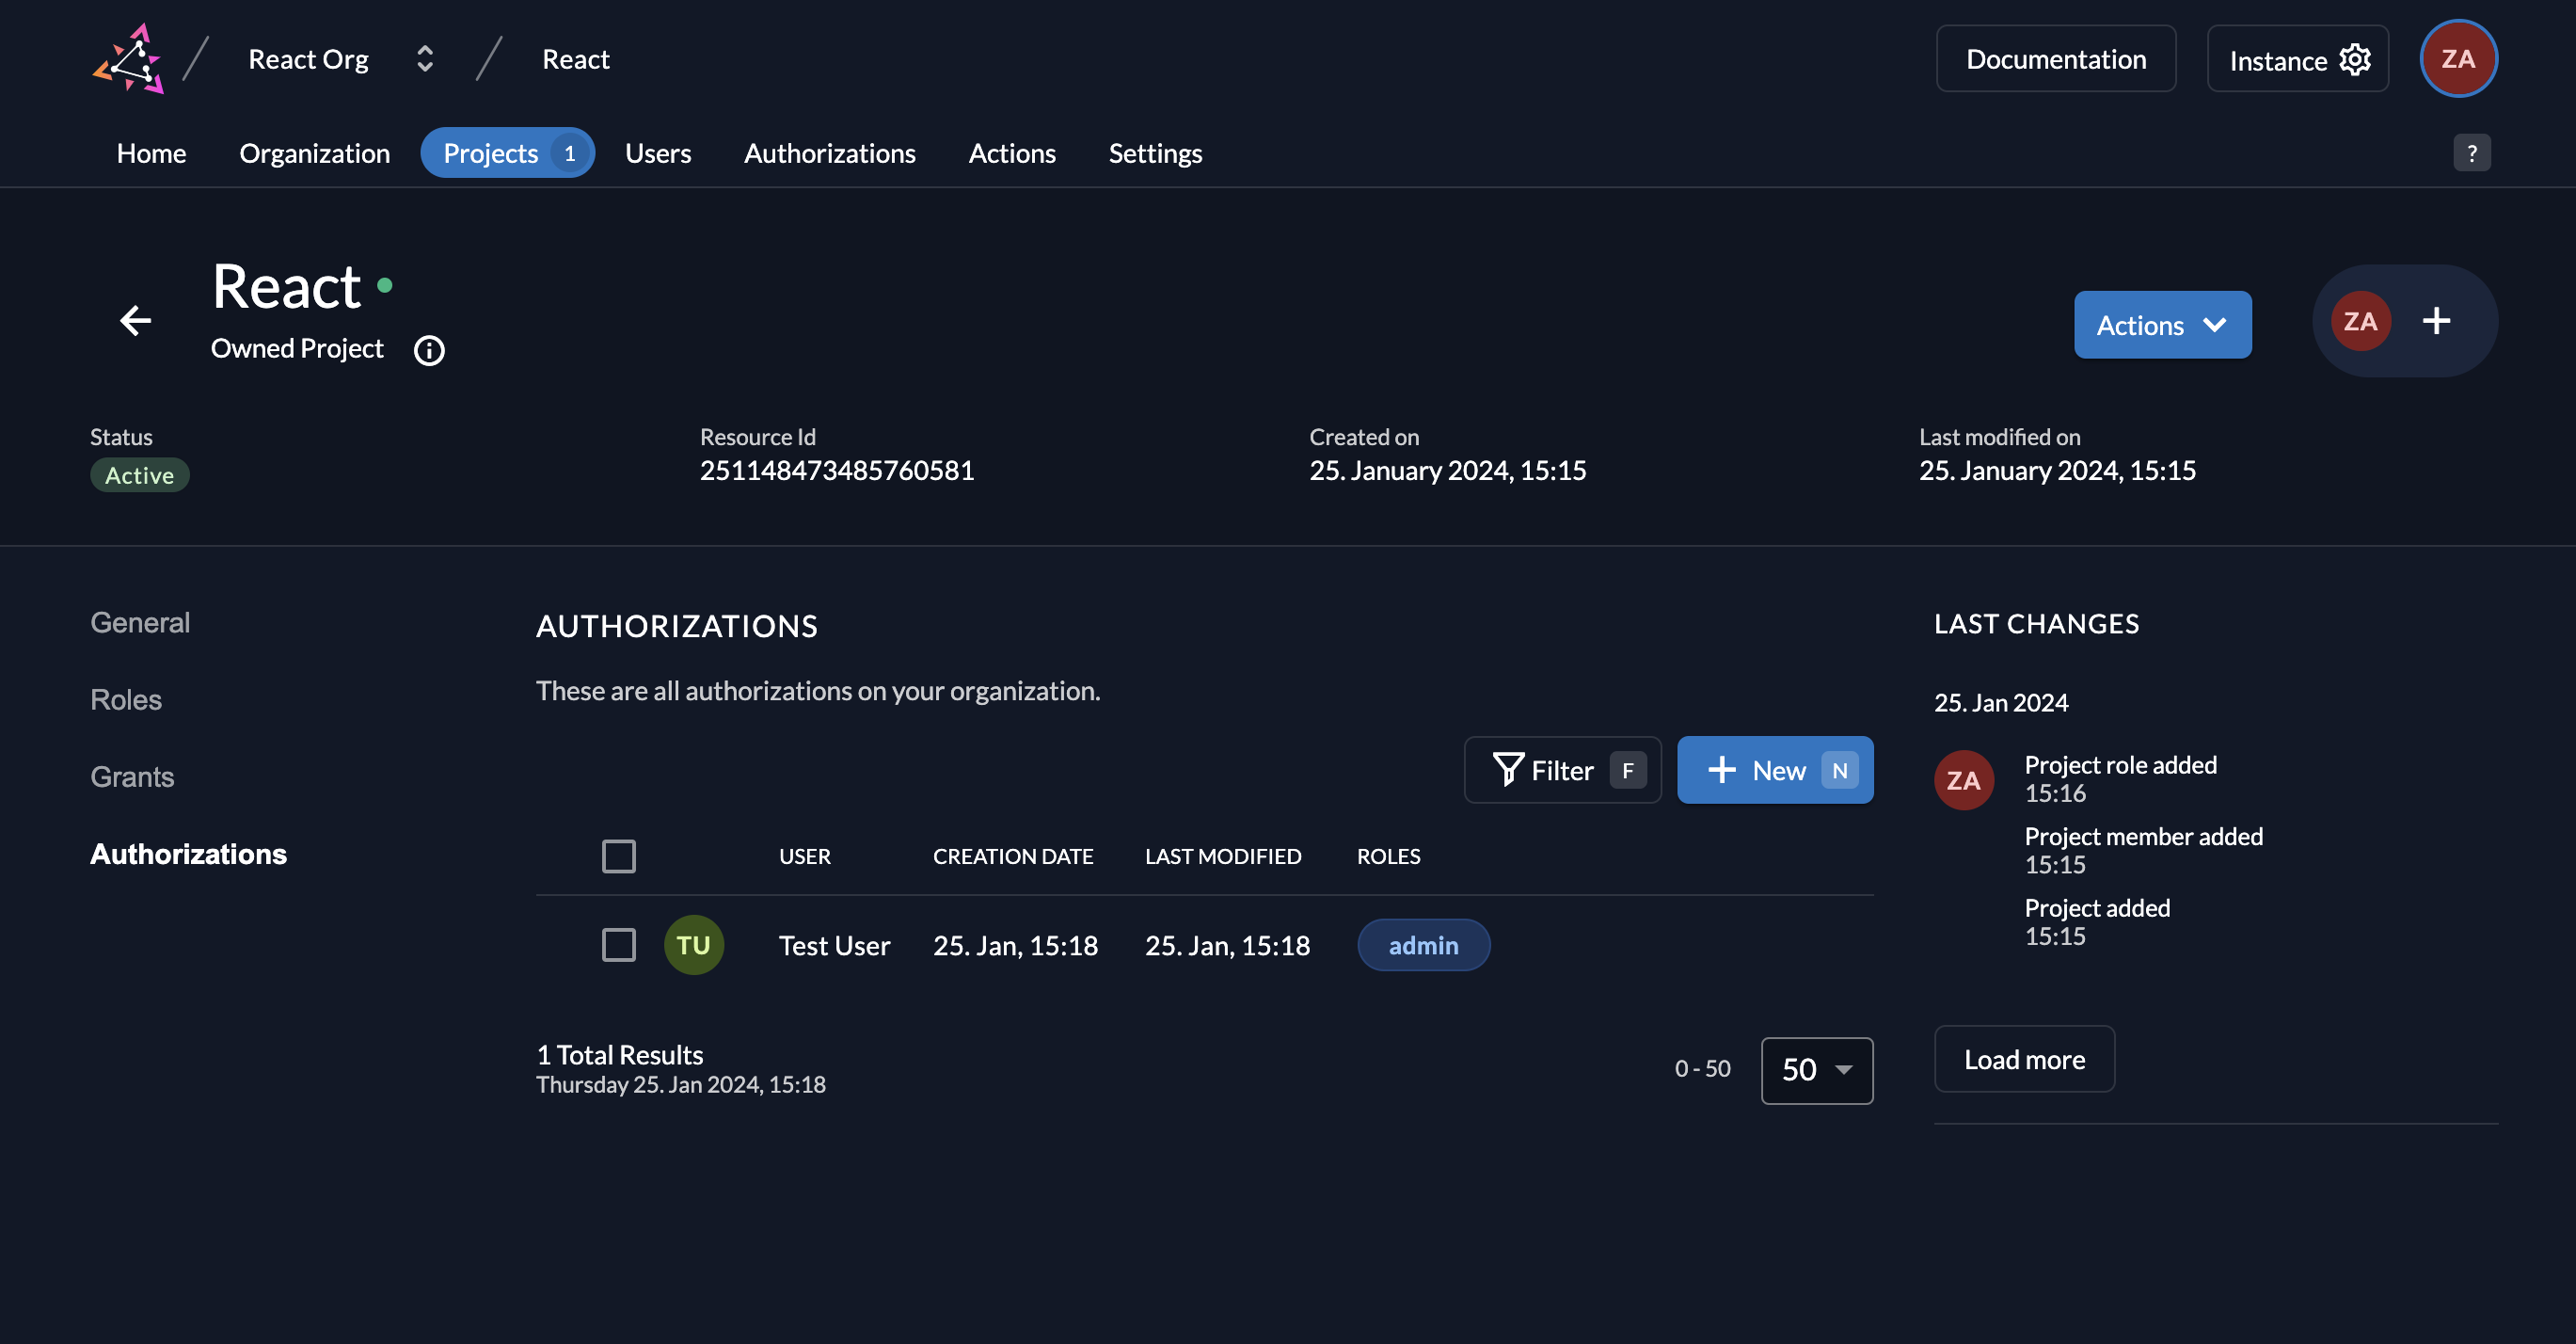 React Org
React
Documentation
Instance
ZA
Home
Organization
Projects 1
Users
Authorizations
Actions
Settings
?
React
Owned Project
Actions
ZA
Status
Active
Resource Id
251148473485760581
Created on
25. January 2024, 15:15
Last modified on
25. January 2024, 15:15
General
Roles
Grants
Authorizations
AUTHORIZATIONS
These are all authorizations on your organization.
Filter F
New N
USER CREATION DATE LAST MODIFIED ROLES
TU Test User 25. Jan, 15:18 25. Jan, 15:18 admin
1 Total Results
Thursday 25. Jan 2024, 15:18
0 - 50
50
LAST CHANGES
25. Jan 2024
ZA
Project role added
15:16
Project member added
15:15
Project added
15:15
Load more